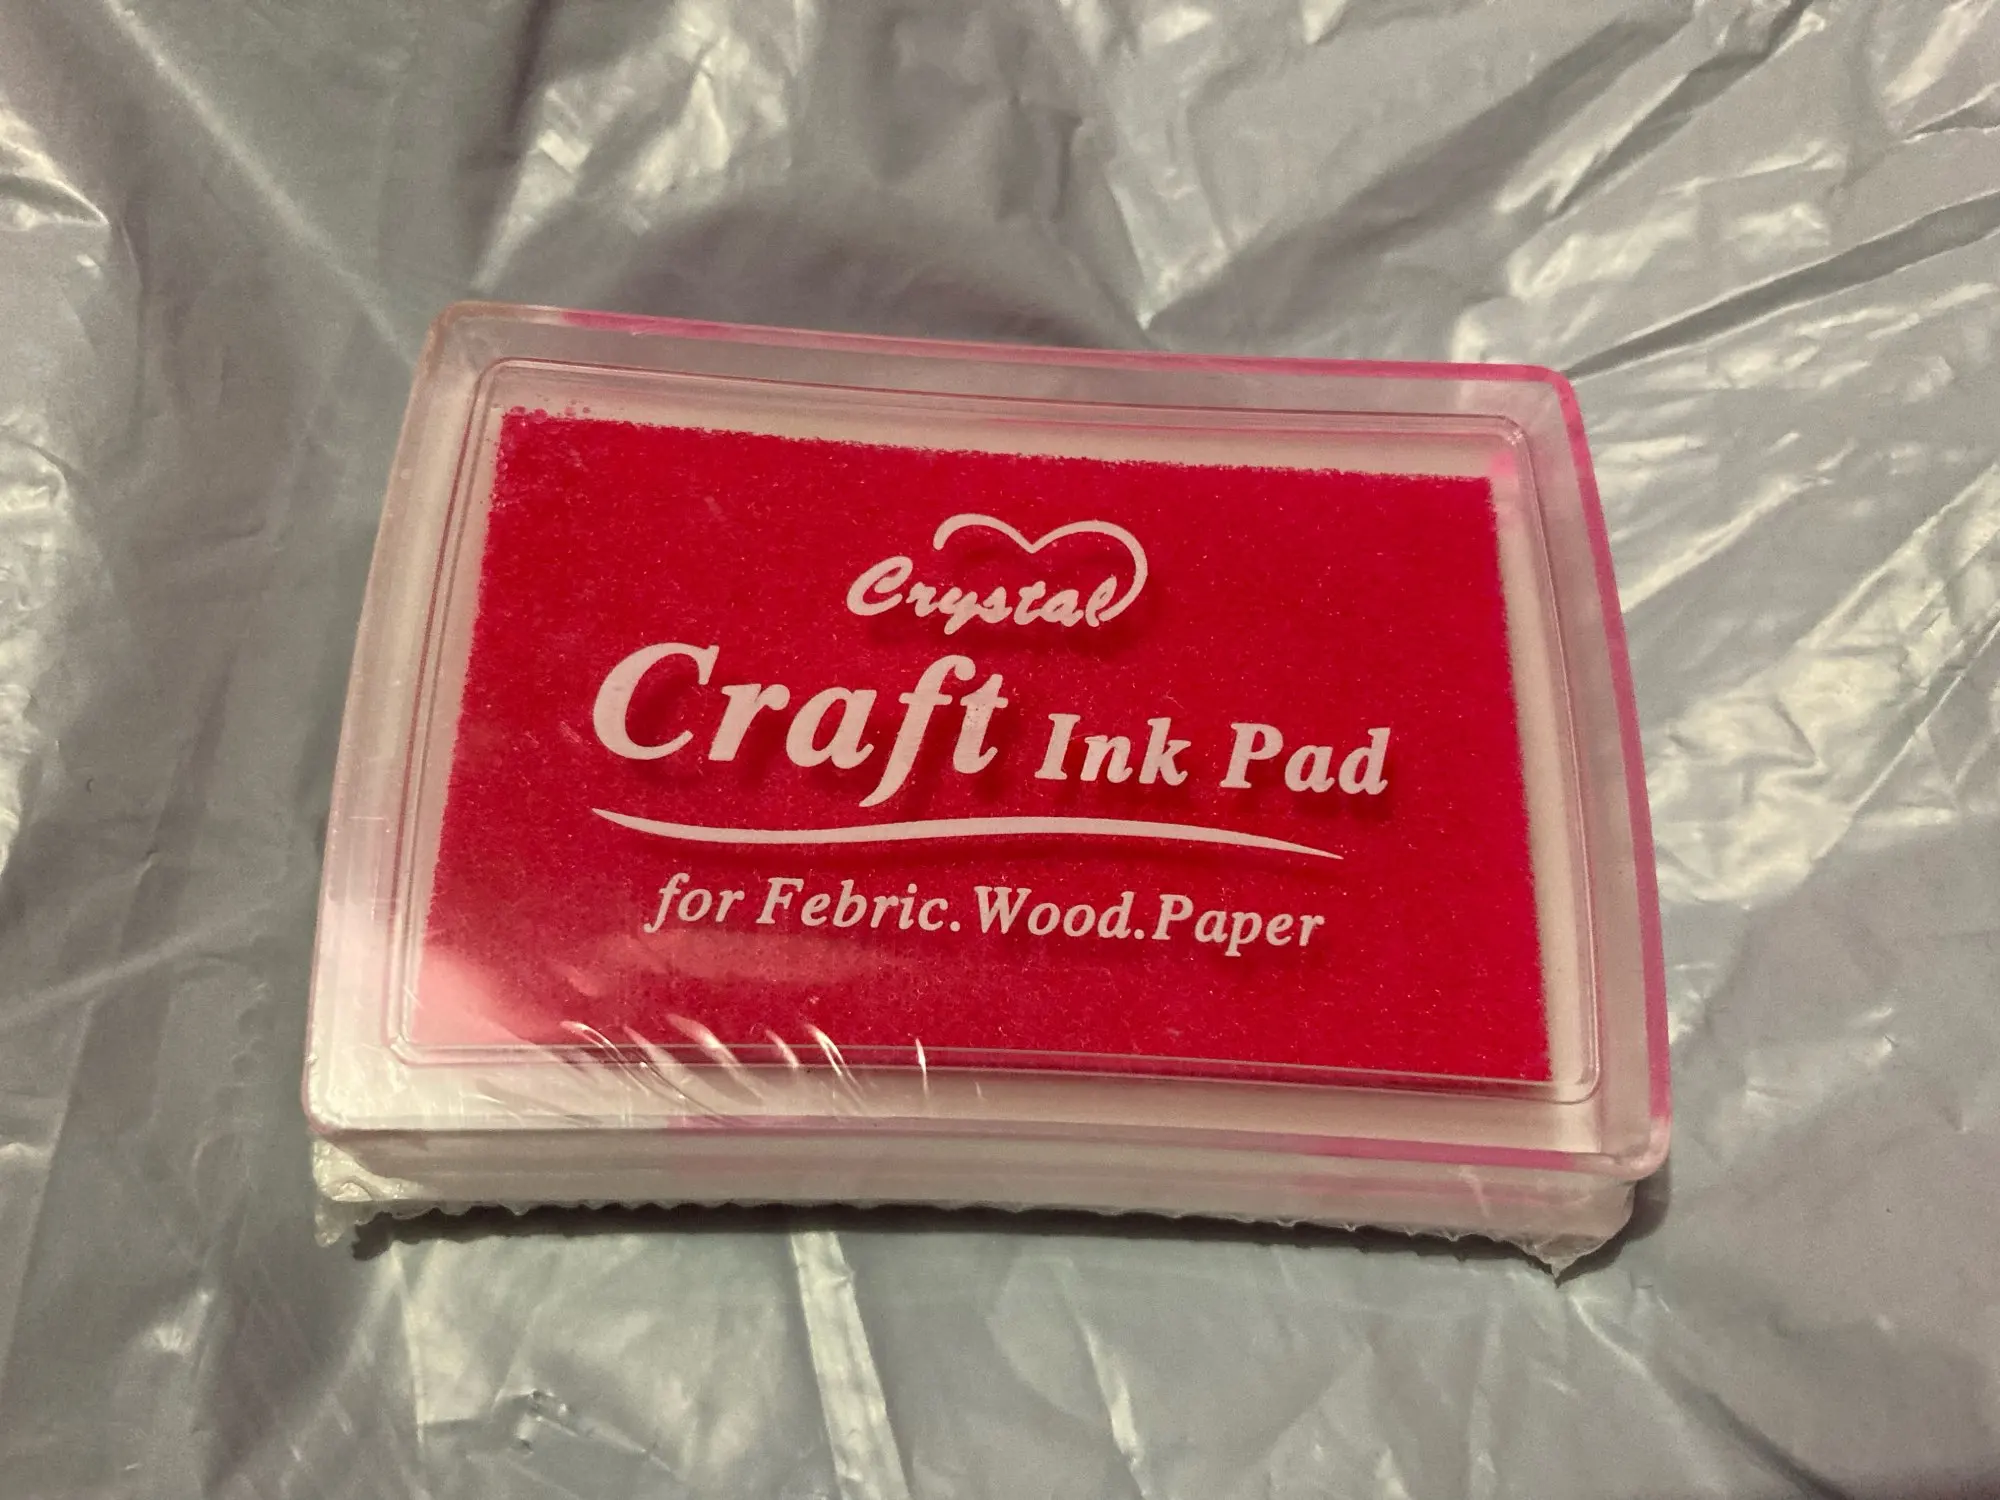 Crystal
Craft Ink Pad
for Febric.Wood.Paper